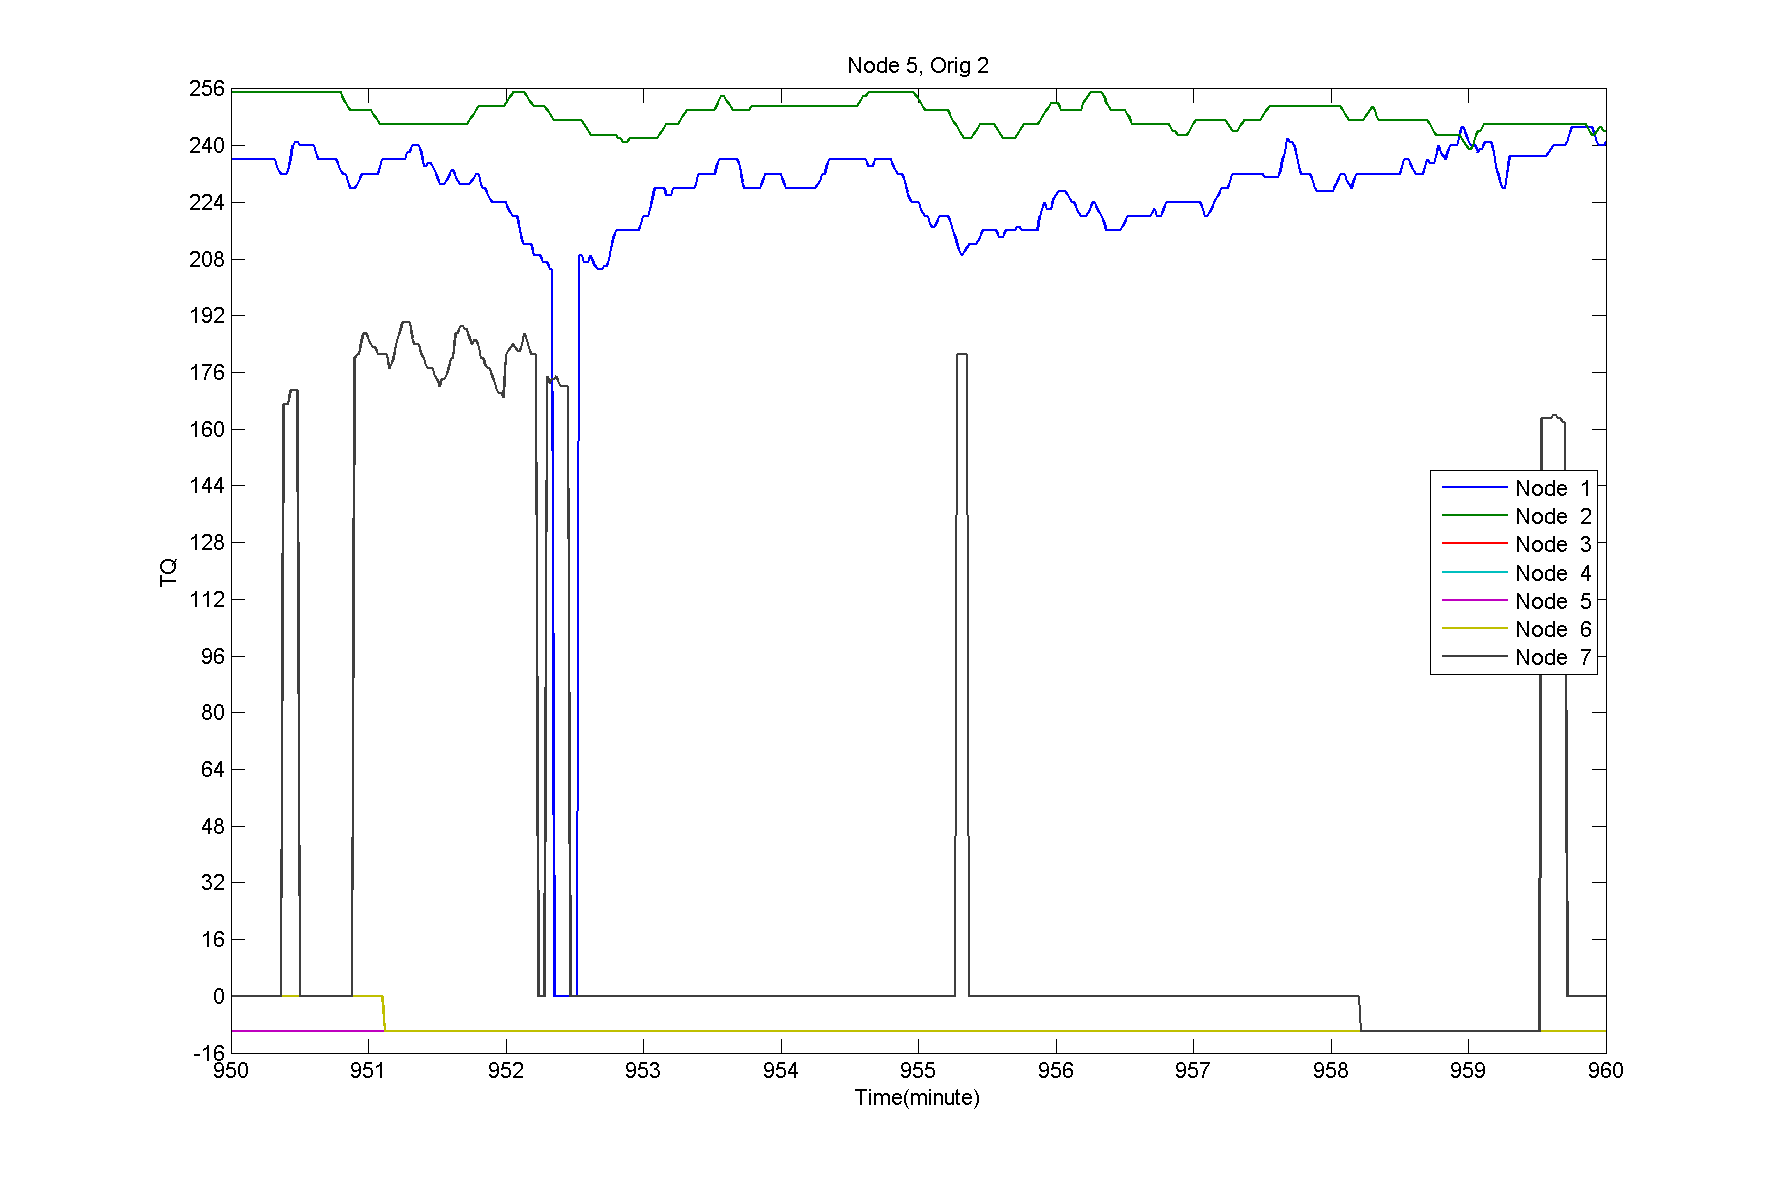 Node 5, Orig 2
256
240
224
208
192
176
160
144
128
112
96
80
64
48
32
16
0
-16
TQ
Node 1
Node 2
Node 3
Node 4
Node 5
Node 6
Node 7
950 951 952 953 954 955 956 957 958 959 960
Time(minute)